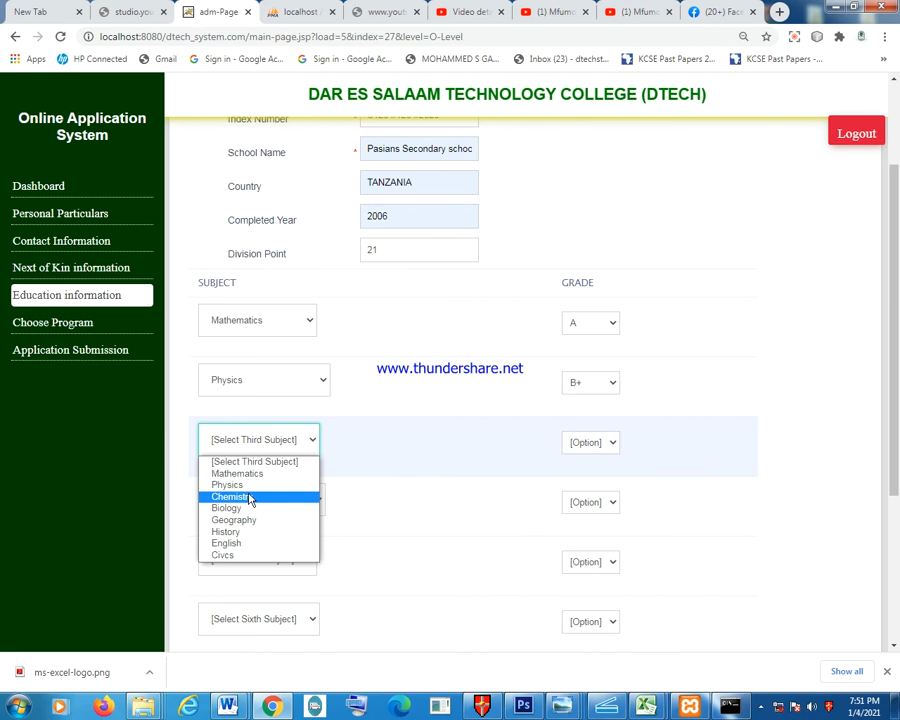 New Tab
studio.yo
adm-Page
localhost /
www.yout
Video det
(1) Mfum
(1) Mfum
(20+) Fac
localhost:8080/dtech_system.com/main-page.jsp?load=5&index=27&level=O-Level
Apps
HP Connected
Gmail
Sign in - Google Ac...
Sign in - Google Ac...
MOHAMMED S GA...
Inbox (23) - dtechst...
KCSE Past Papers 2...
KCSE Past Papers -...
Online Application
System
Dashboard
Personal Particulars
Contact Information
Next of Kin information
Education information
Choose Program
Application Submission
DAR ES SALAAM TECHNOLOGY COLLEGE (DTECH)
Logout
Index Number
School Name * Pasians Secondary schoc
Country TANZANIA
Completed Year 2006
Division Point 21
SUBJECT GRADE
Mathematics A
www.thundershare.net
Physics B+
[Select Third Subject] [Option]
[Select Third Subject]
Mathematics
Physics
Chemistry
Biology
Geography
History
English
Civcs
[Option]
[Option]
[Select Sixth Subject] [Option]
ms-excel-logo.png
Show all
7:51 PM
1/4/2021